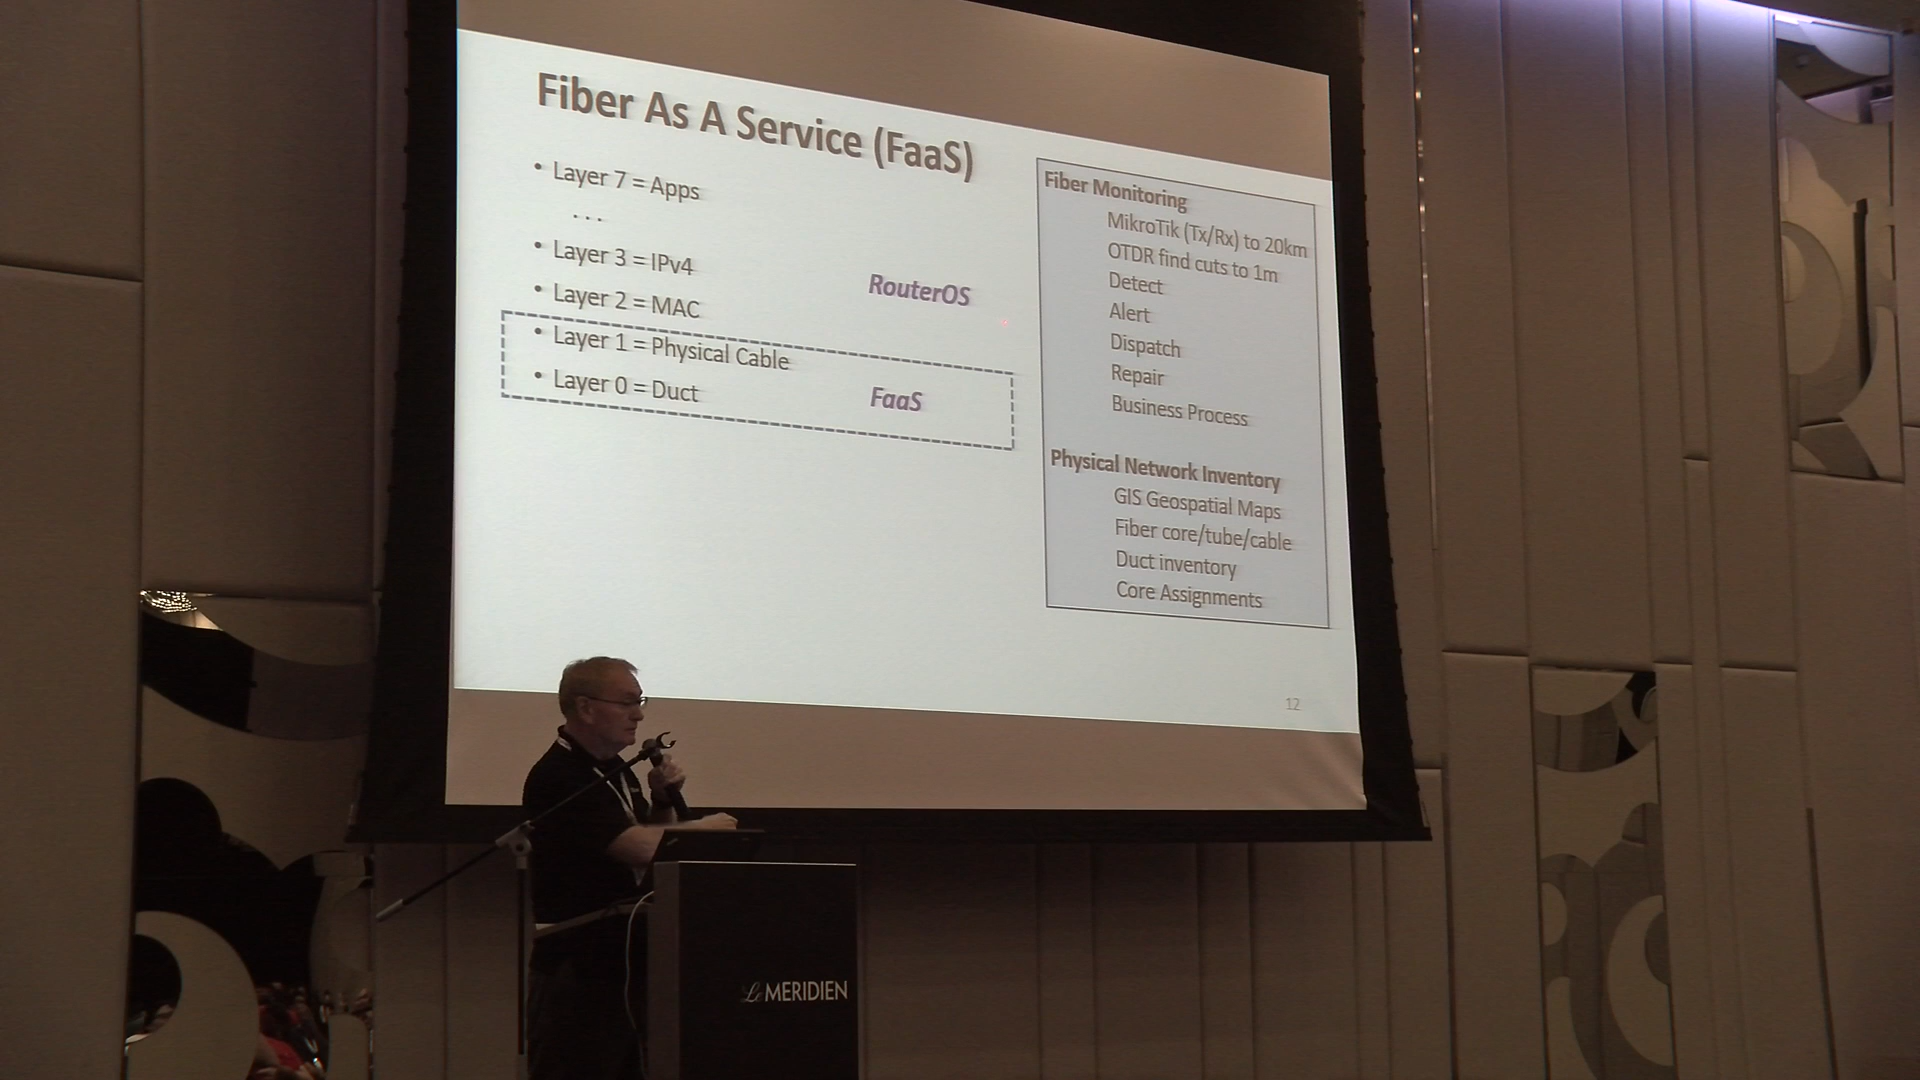 Fiber As A Service (FaaS)
• Layer 7 = Apps
...
• Layer 3 = IPv4
• Layer 2 = MAC
RouterOS
• Layer 1 = Physical Cable
• Layer 0 = Duct
FaaS
Fiber Monitoring
MikroTik (Tx/Rx) to 20km
OTDR find cuts to 1m
Detect
Alert
Dispatch
Repair
Business Process
Physical Network Inventory
GIS Geospatial Maps
Fiber core/tube/cable
Duct inventory
Core Assignments
12
Le MERIDIEN